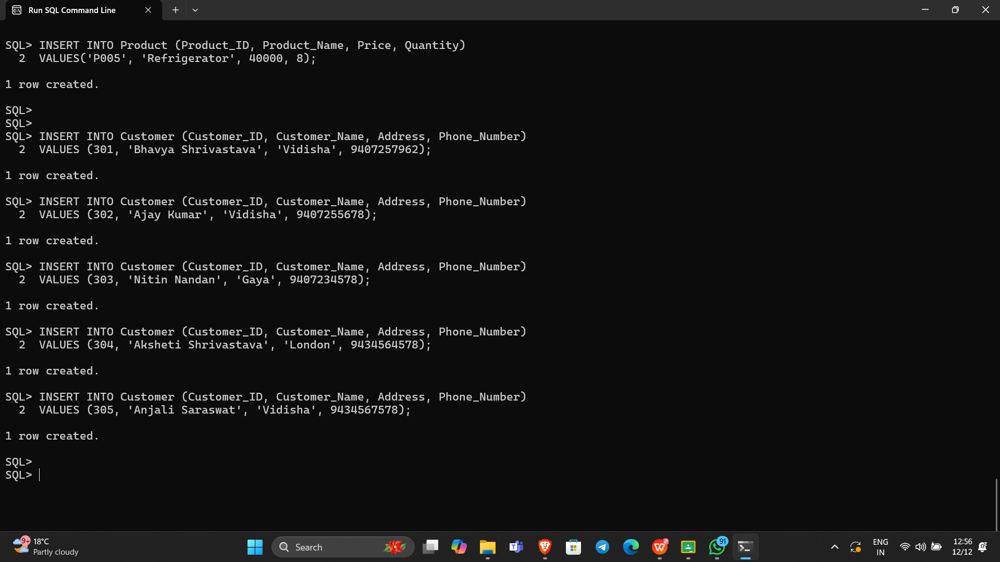 Run SQL Command Line
SQL> INSERT INTO Product (Product_ID, Product_Name, Price, Quantity)
2 VALUES('P005', 'Refrigerator', 40000, 8);
1 row created.
SQL>
SQL>
SQL> INSERT INTO Customer (Customer_ID, Customer_Name, Address, Phone_Number)
2 VALUES (301, 'Bhavya Shrivastava', 'Vidisha', 9407257962);
1 row created.
SQL> INSERT INTO Customer (Customer_ID, Customer_Name, Address, Phone_Number)
2 VALUES (302, 'Ajay Kumar', 'Vidisha', 9407255678);
1 row created.
SQL> INSERT INTO Customer (Customer_ID, Customer_Name, Address, Phone_Number)
2 VALUES (303, 'Nitin Nandan', 'Gaya', 9407234578);
1 row created.
SQL> INSERT INTO Customer (Customer_ID, Customer_Name, Address, Phone_Number)
2 VALUES (304, 'Aksheti Shrivastava', 'London', 9434564578);
1 row created.
SQL> INSERT INTO Customer (Customer_ID, Customer_Name, Address, Phone_Number)
2 VALUES (305, 'Anjali Saraswat', 'Vidisha', 9434567578);
1 row created.
SQL>
SQL>
9+ 18°C
Partly cloudy
Search
91
ENG
IN
12:56
12/12